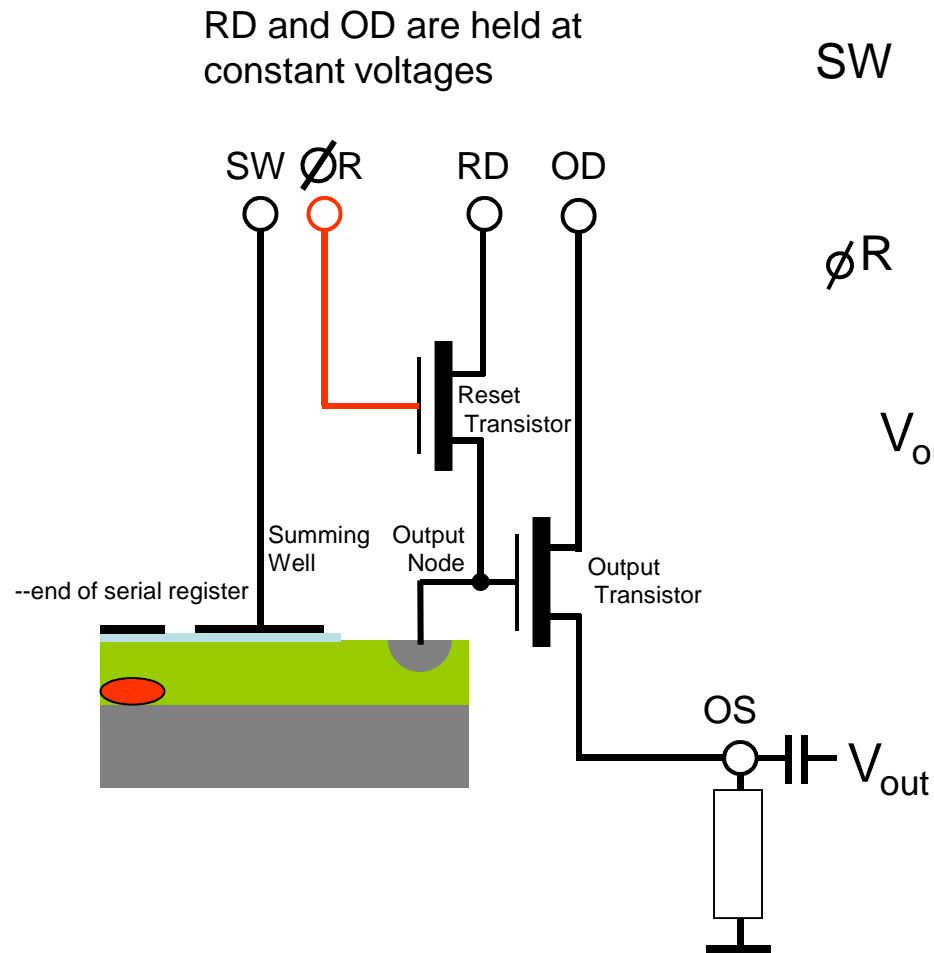 RD and OD are held at
constant voltages
SW
SW ØR RD OD
øR
Reset
Transistor
Summing
Well
Output
Node
Output
Transistor
--end of serial register
OS
Vout